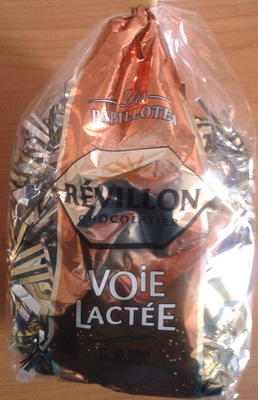 Les
PAPILLOTES
RÉVILLON
CHOCOLATIER
VOiE
LACTÉE
LAIT